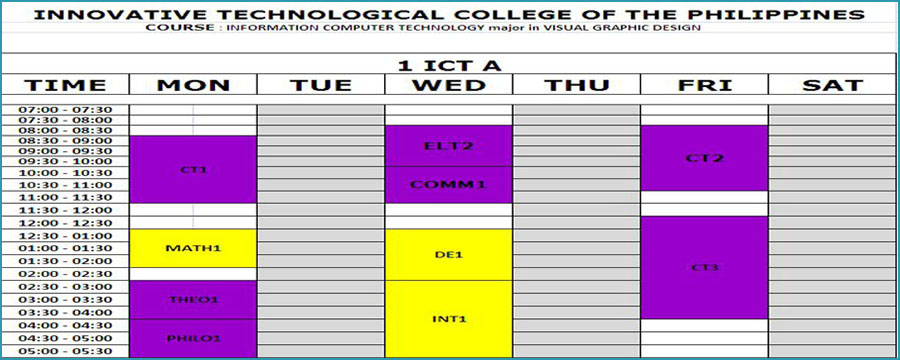 INNOVATIVE TECHNOLOGICAL COLLEGE OF THE PHILIPPINES
COURSE : INFORMATION COMPUTER TECHNOLOGY major in VISUAL GRAPHIC DESIGN
1 ICT A
TIME MON TUE WED THU FRI SAT
07:00 - 07:30
07:30 - 08:00
08:00 - 08:30
08:30 - 09:00
09:00 - 09:30 ELT2
09:30 - 10:00 CT2
10:00 - 10:30 CT1
10:30 - 11:00 COMM1
11:00 - 11:30
11:30 - 12:00
12:00 - 12:30
12:30 - 01:00
01:00 - 01:30 MATH1
01:30 - 02:00 DE1
02:00 - 02:30 CT3
02:30 - 03:00
03:00 - 03:30 THEO1
03:30 - 04:00 INT1
04:00 - 04:30
04:30 - 05:00 PHILO1
05:00 - 05:30